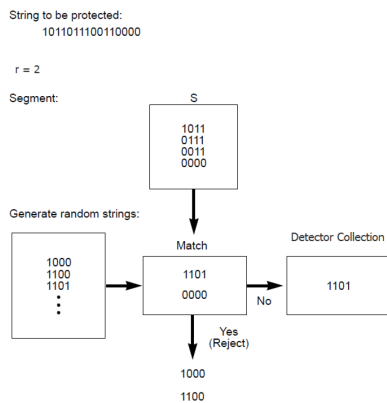 String to be protected:
1011011100110000
r = 2
Segment:
S
1011
0111
0011
0000
Generate random strings:
1000
1100
1101
Match
1101
0000
No
Detector Collection
1101
Yes
(Reject)
1000
1100